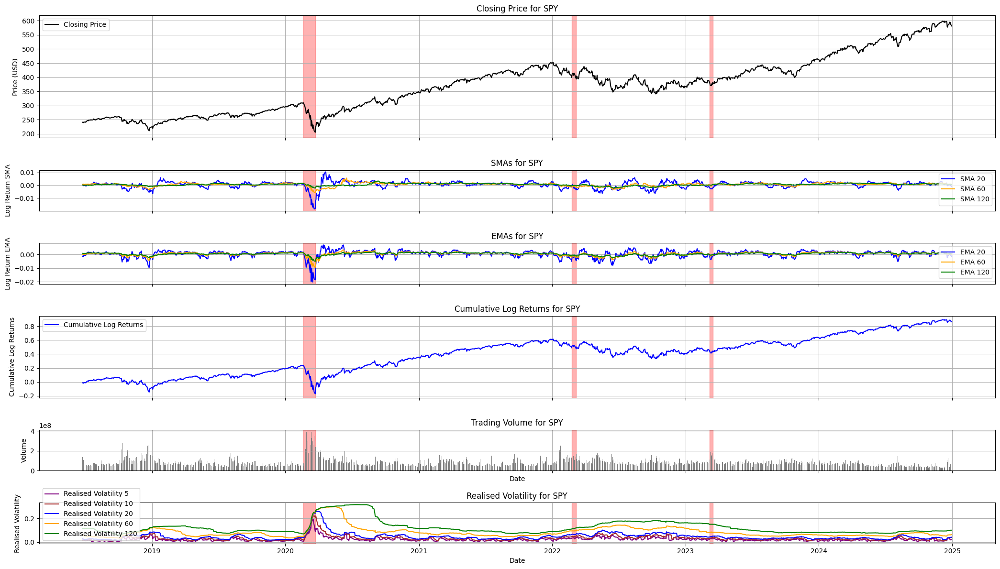 Closing Price for SPY
Closing Price
Price (USD)
600
550
500
450
400
350
300
250
200
SMAs for SPY
Log Return SMA
0.01
0.00
−0.01
SMA 20
SMA 60
SMA 120
EMAs for SPY
Log Return EMA
0.00
−0.01
−0.02
EMA 20
EMA 60
EMA 120
Cumulative Log Returns for SPY
Cumulative Log Returns
Cumulative Log Returns
0.8
0.6
0.4
0.2
0.0
−0.2
Trading Volume for SPY
1e8
Volume
4
2
0
Date
Realised Volatility for SPY
Realised Volatility
Realised Volatility 5
Realised Volatility 10
Realised Volatility 20
Realised Volatility 60
Realised Volatility 120
0.2
0.0
2019 2020 2021 2022 2023 2024 2025
Date